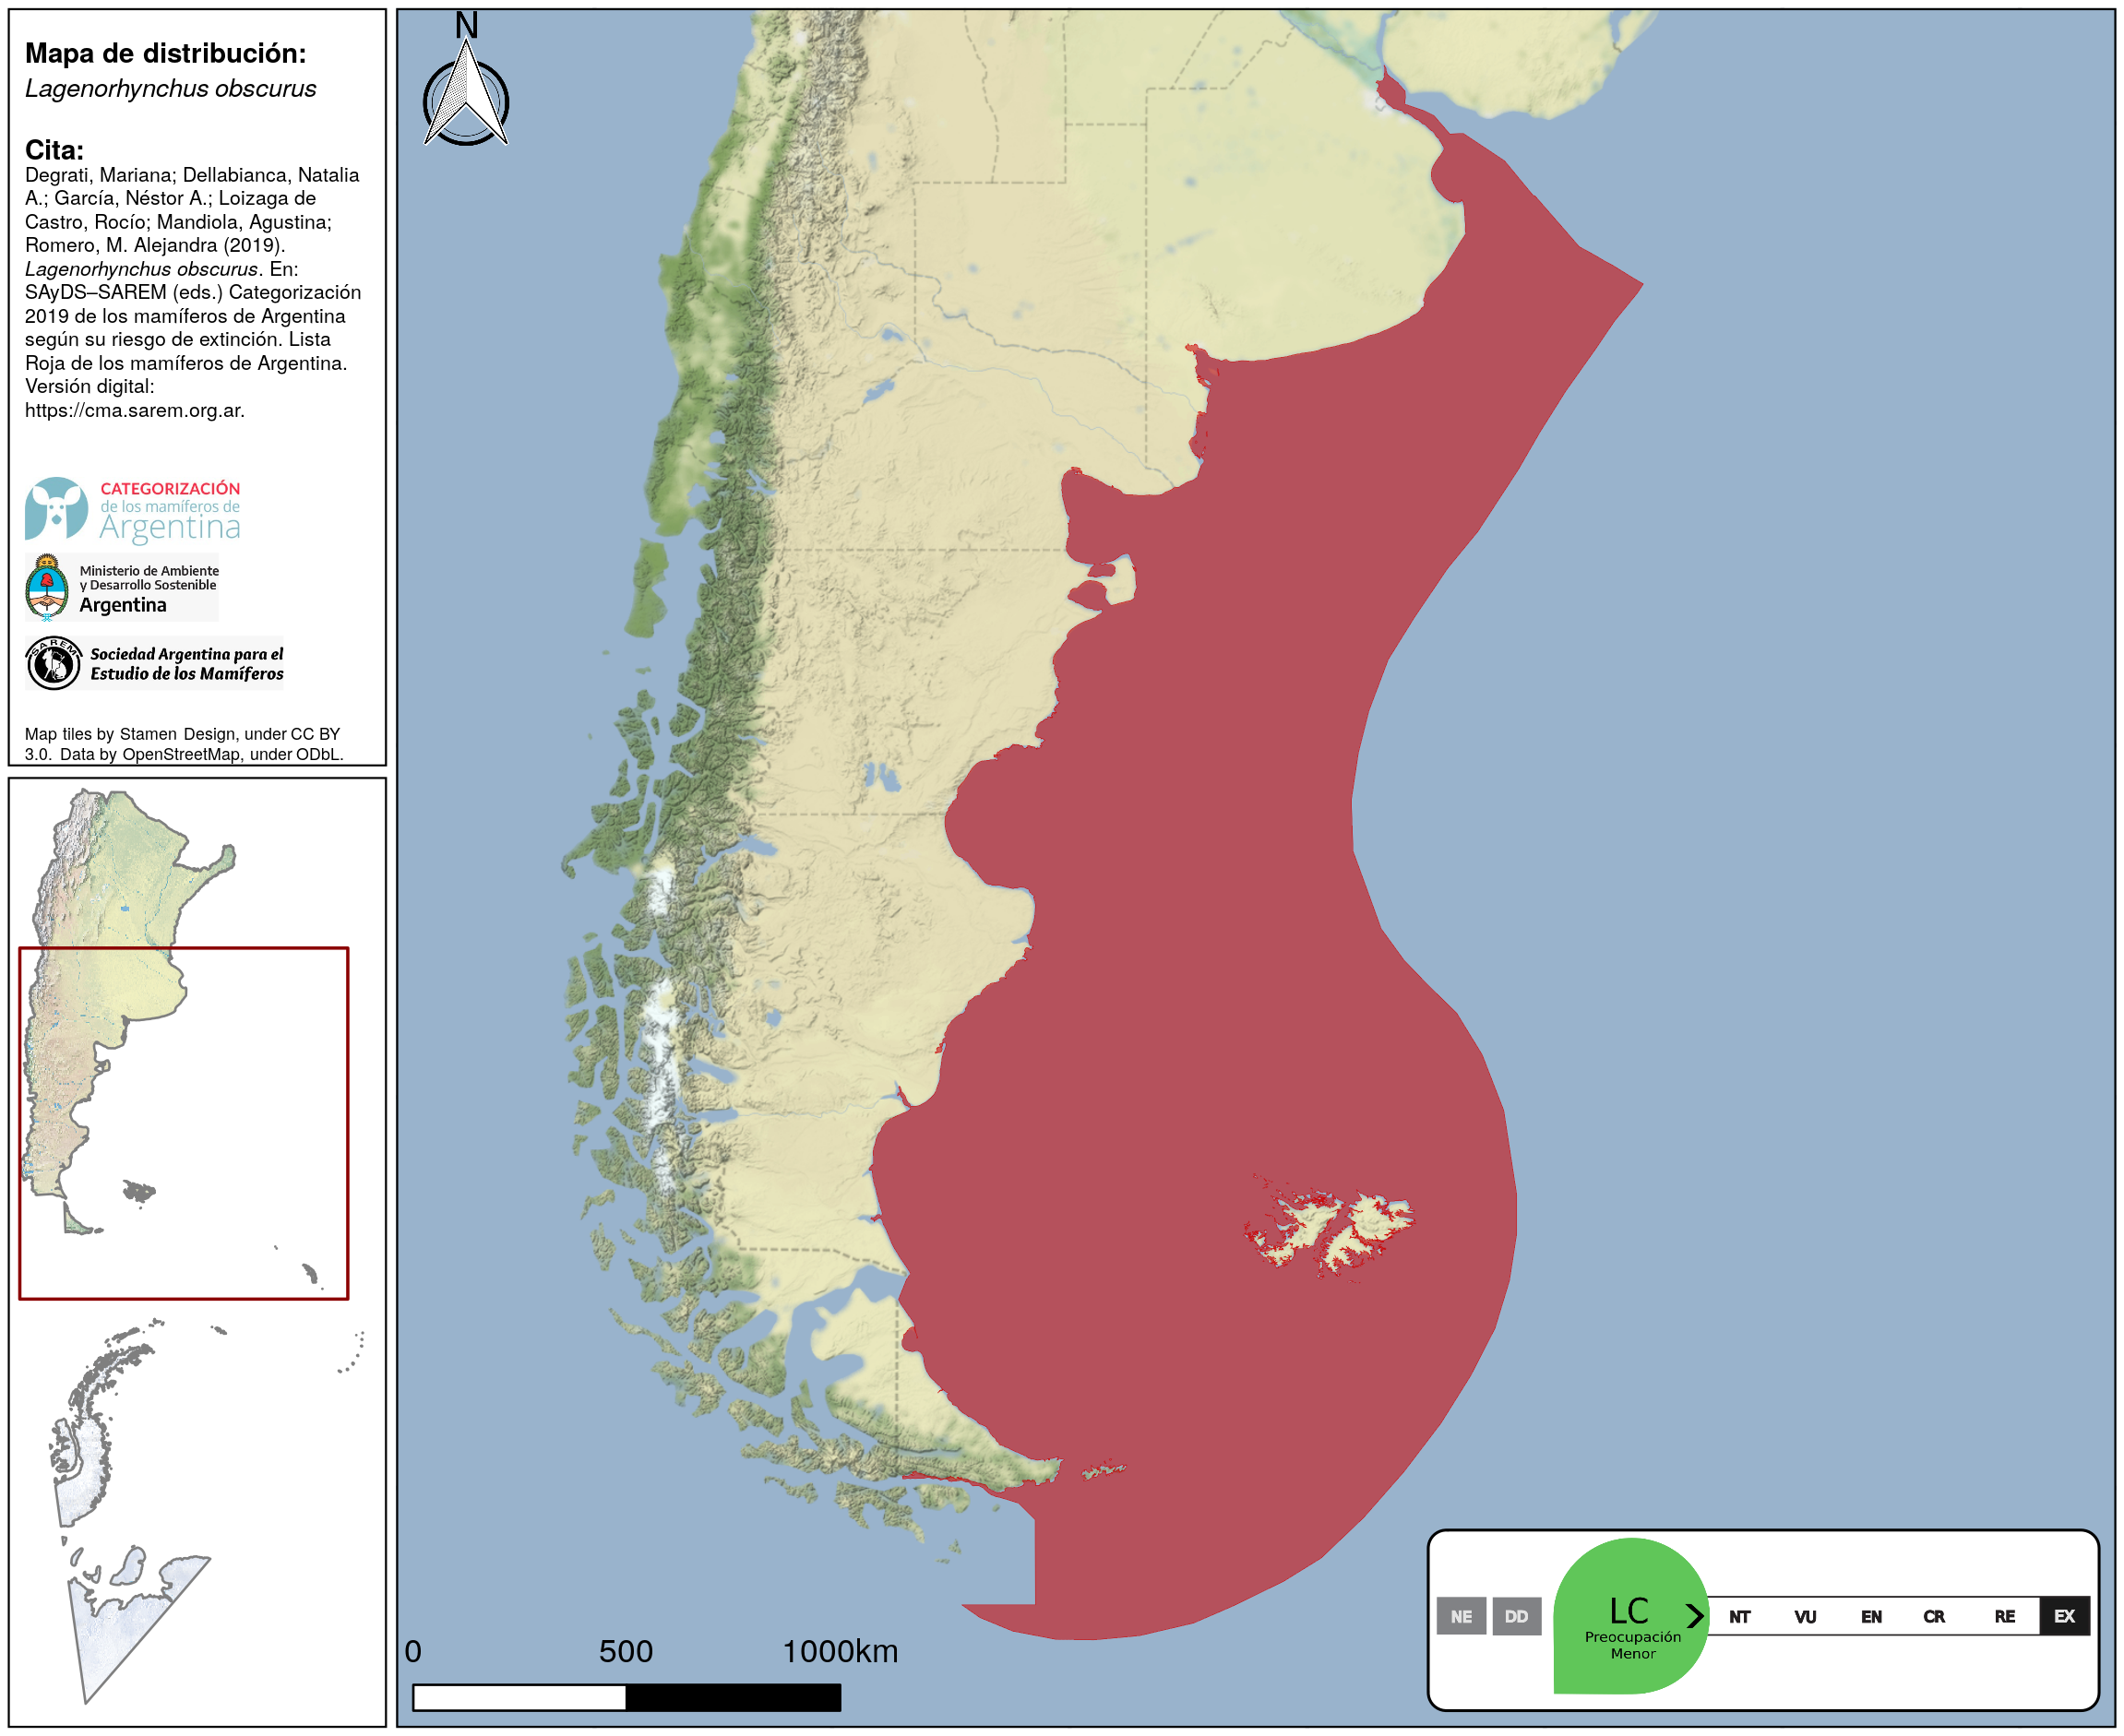 Mapa de distribución:
Lagenorhynchus obscurus
Cita:
Degrati, Mariana; Dellabianca, Natalia
A.; García, Néstor A.; Loizaga de
Castro, Rocío; Mandiola, Agustina;
Romero, M. Alejandra (2019).
Lagenorhynchus obscurus. En:
SAyDS–SAREM (eds.) Categorización
2019 de los mamíferos de Argentina
según su riesgo de extinción. Lista
Roja de los mamíferos de Argentina.
Versión digital:
https://cma.sarem.org.ar.
CATEGORIZACIÓN
de los mamíferos de
Argentina
Ministerio de Ambiente
y Desarrollo Sostenible
Argentina
SAREM
Sociedad Argentina para el
Estudio de los Mamíferos
Map tiles by Stamen Design, under CC BY
3.0. Data by OpenStreetMap, under ODbL.
N
0 500 1000km
NE DD LC NT VU EN CR RE EX
Preocupación
Menor